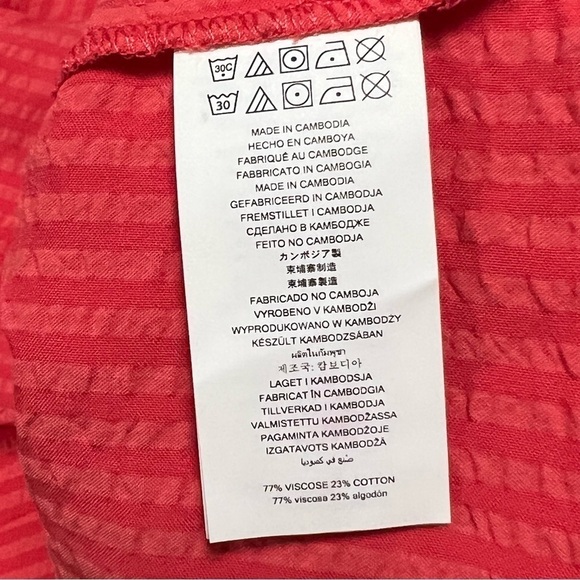 30C
30
MADE IN CAMBODIA
HECHO EN CAMBOYA
FABRIQUÉ AU CAMBODGE
FABBRICATO IN CAMBOGIA
MADE IN CAMBODIA
GEFABRICEERD IN CAMBODJA
FREMSTILLET I CAMBODJA
СДЕЛАНО В КАМБОДЖЕ
FEITO NO CAMBODJA
カンボジア製
柬埔寨制造
柬埔寨製造
FABRICADO NO CAMBOJA
VYROBENO V KAMBODŽI
WYPRODUKOWANO W KAMBODŻY
KÉSZÜLT KAMBODZSÁBAN
ผลิตในกัมพูชา
제조국: 캄보디아
LAGET I KAMBODSJA
FABRICAT ÎN CAMBODGIA
TILLVERKAD I KAMBODJA
VALMISTETTU KAMBODŽASSA
PAGAMINTA KAMBODŽOJE
IZGATAVOTS KAMBODŽĀ
صُنع في كمبوديا
77% VISCOSE 23% COTTON
77% viscosa 23% algodón